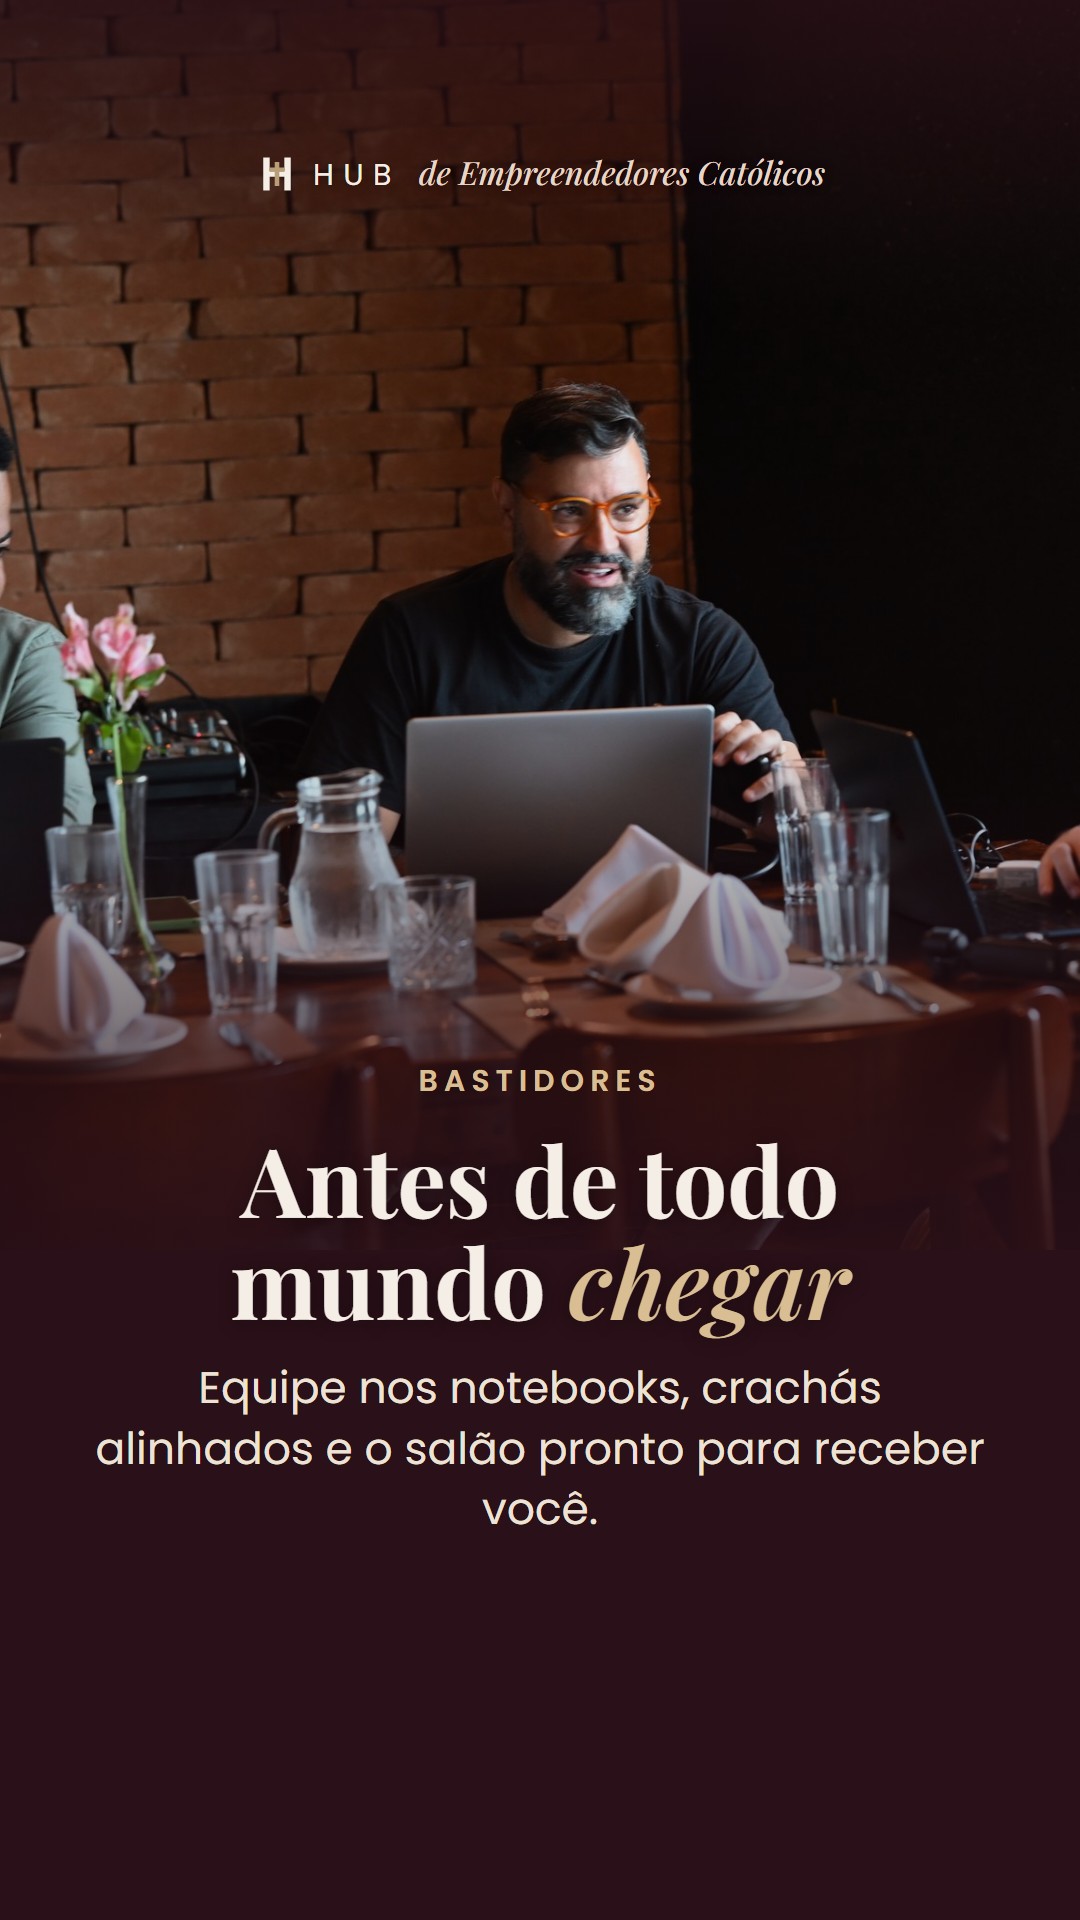 HUB de Empreendedores Católicos
BASTIDORES
Antes de todo
mundo chegar
Equipe nos notebooks, crachás
alinhados e o salão pronto para receber
você.